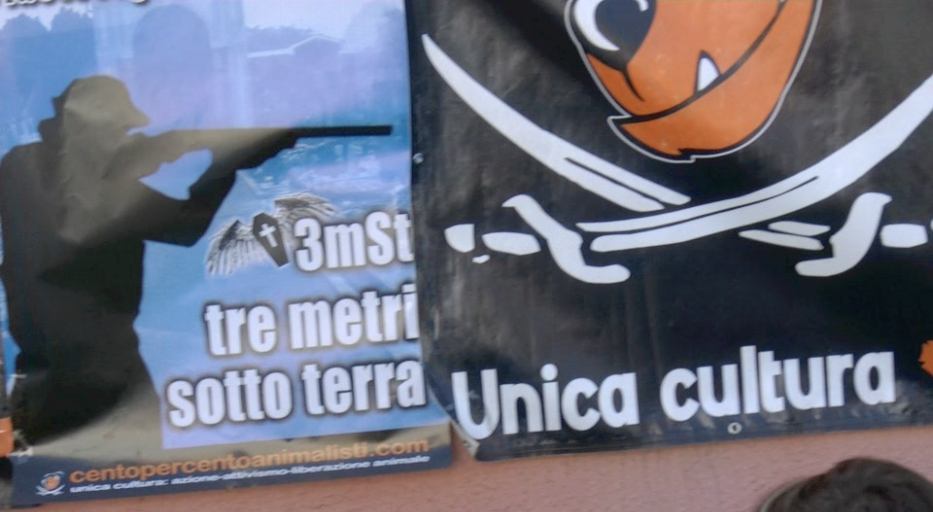 3mSt
tre metri
sotto terra
centopercentoanimalisti.com
unica cultura: azione-attivismo-liberazione animale
Unica cultura